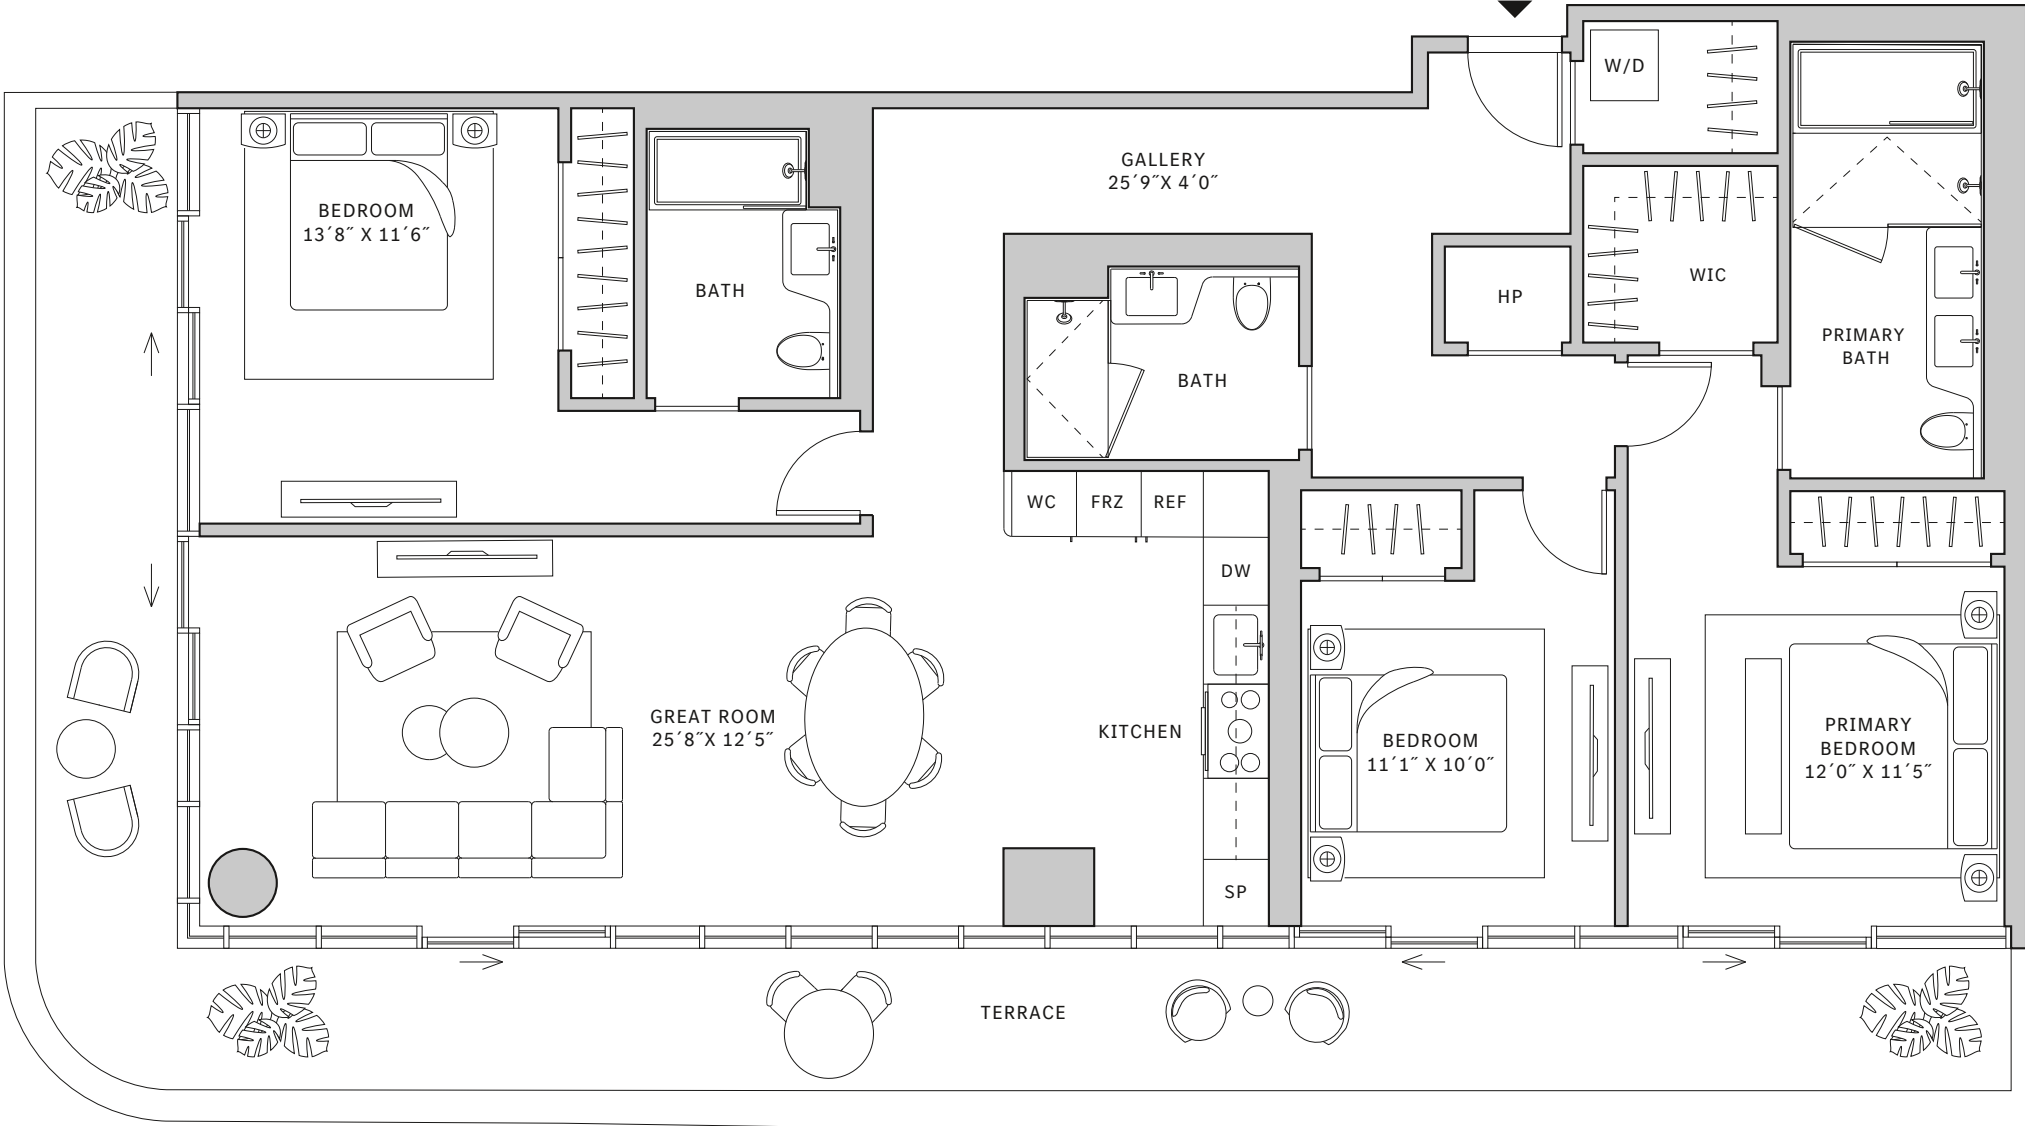 W/D
GALLERY
25´9˝X 4´0˝
BEDROOM
13´8˝ X 11´6˝
BATH
WIC
HP
PRIMARY
BATH
BATH
WC
FRZ
REF
DW
GREAT ROOM
25´8˝X 12´5˝
KITCHEN
BEDROOM
11´1˝ X 10´0˝
PRIMARY
BEDROOM
12´0˝ X 11´5˝
SP
TERRACE